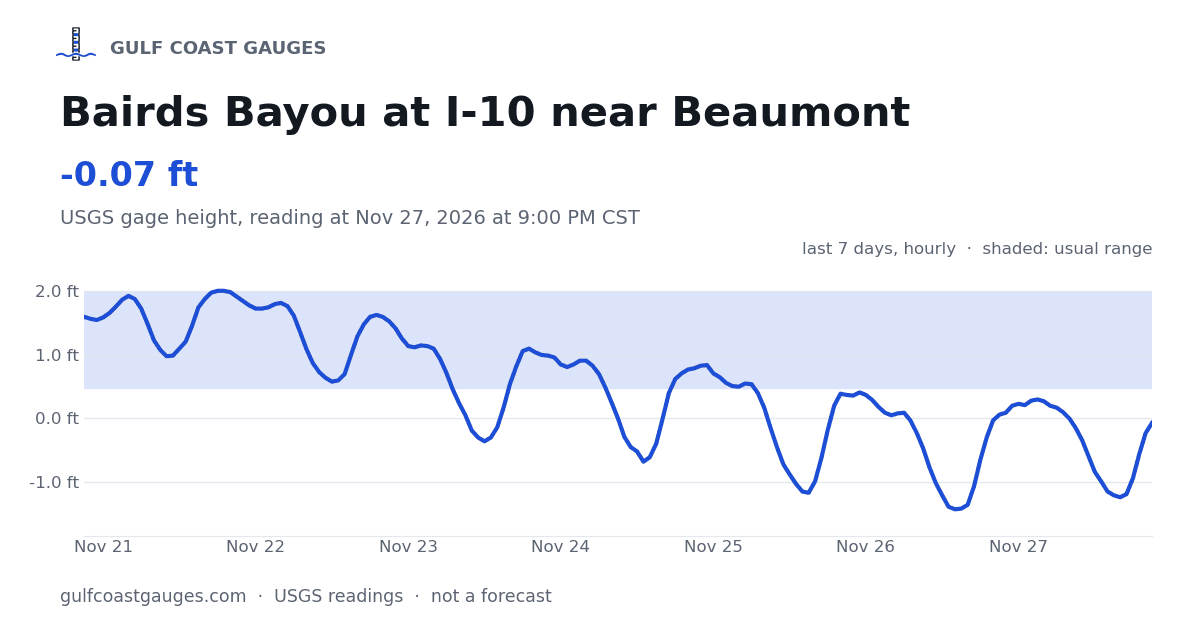 GULF COAST GAUGES
Bairds Bayou at I-10 near Beaumont
-0.07 ft
USGS gage height, reading at Nov 27, 2026 at 9:00 PM CST
last 7 days, hourly · shaded: usual range
2.0 ft
1.0 ft
0.0 ft
-1.0 ft
Nov 21 Nov 22 Nov 23 Nov 24 Nov 25 Nov 26 Nov 27
gulfcoastgauges.com · USGS readings · not a forecast